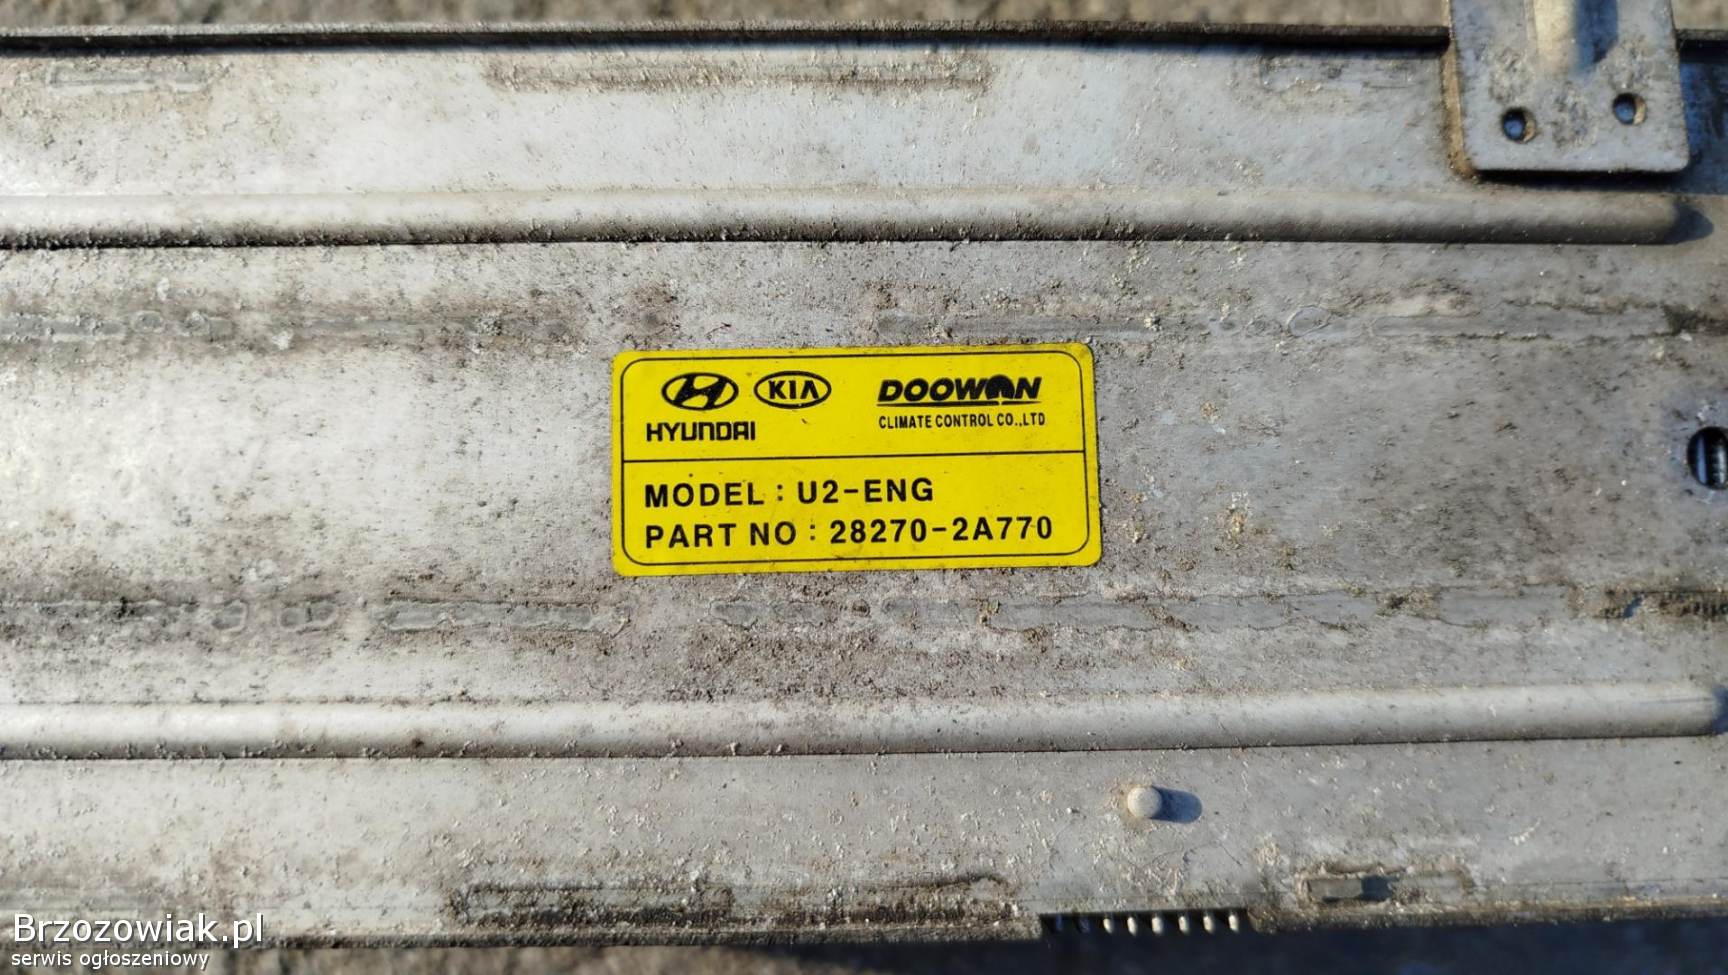 HYUNDAI
KIA
DOOWON
CLIMATE CONTROL CO.,LTD
MODEL : U2-ENG
PART NO : 28270-2A770
Brzozowiak.pl
serwis ogłoszeniowy